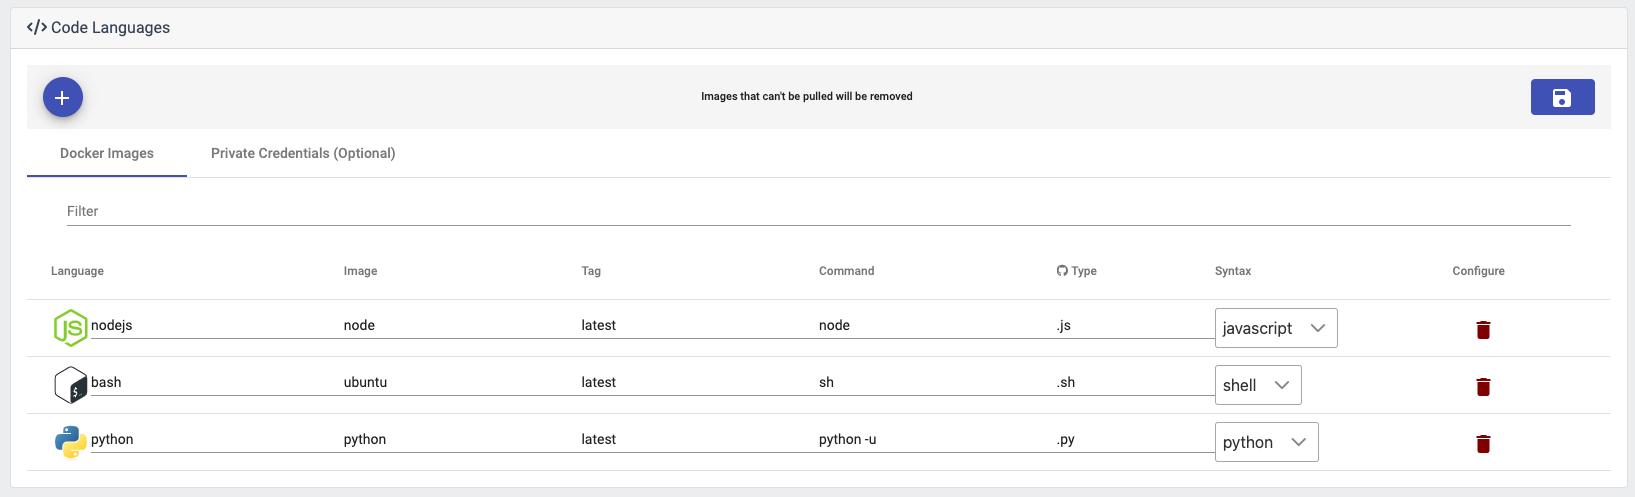 </> Code Languages
Images that can't be pulled will be removed
Docker Images Private Credentials (Optional)
Filter
Language Image Tag Command Type Syntax Configure
JS nodejs node latest node .js javascript
$_ bash ubuntu latest sh .sh shell
python python latest python -u .py python